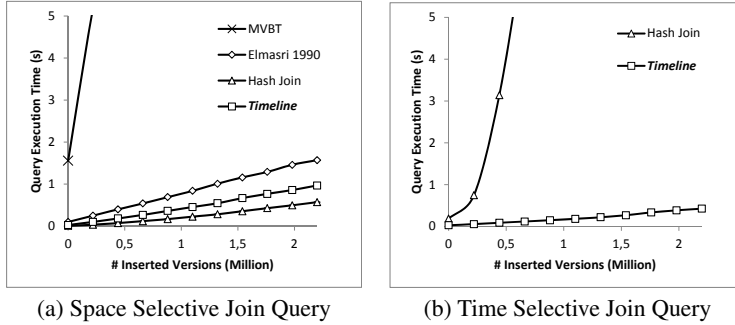 5
4
3
2
1
0
0
0,5
1
1,5
2
Query Execution Time (s)
# Inserted Versions (Million)
MVBT
Elmasri 1990
Hash Join
Timeline
(a) Space Selective Join Query
5
4
3
2
1
0
0
0,5
1
1,5
2
Query Execution Time (s)
# Inserted Versions (Million)
Hash Join
Timeline
(b) Time Selective Join Query